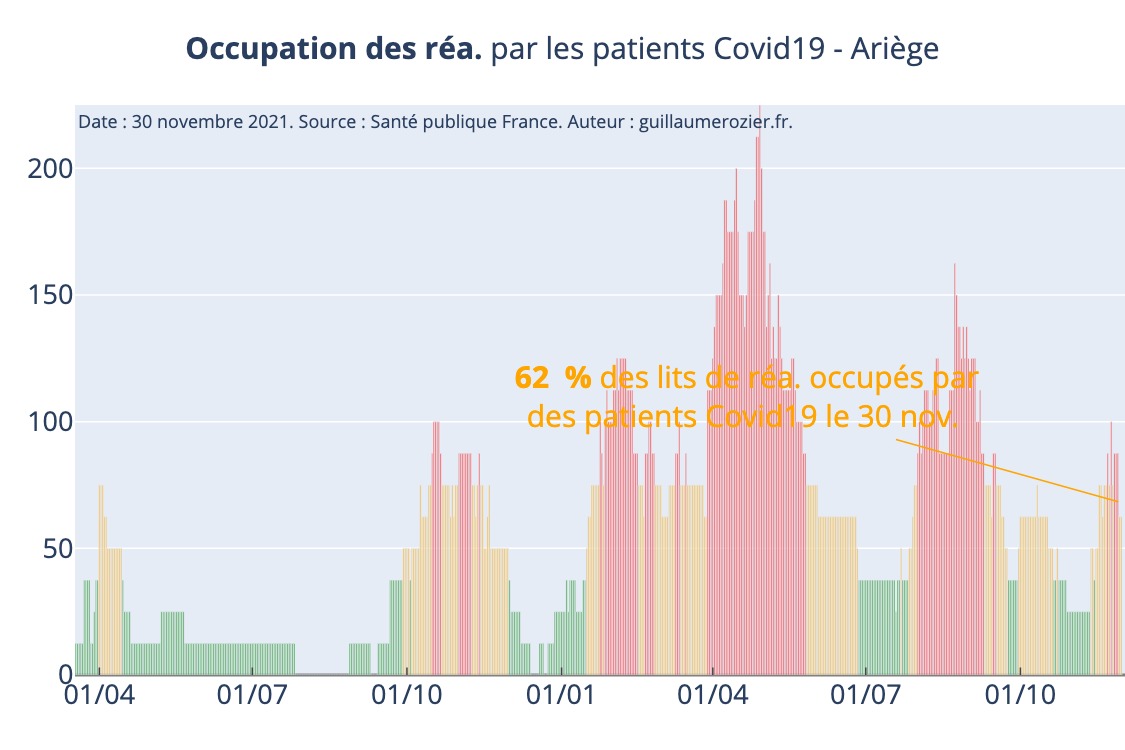 Occupation des réa. par les patients Covid19 - Ariège
Date : 30 novembre 2021. Source : Santé publique France. Auteur : guillaumerozier.fr.
200
150
62 % des lits de réa. occupés par
des patients Covid19 le 30 nov.
100
50
0
01/04 01/07 01/10 01/01 01/04 01/07 01/10